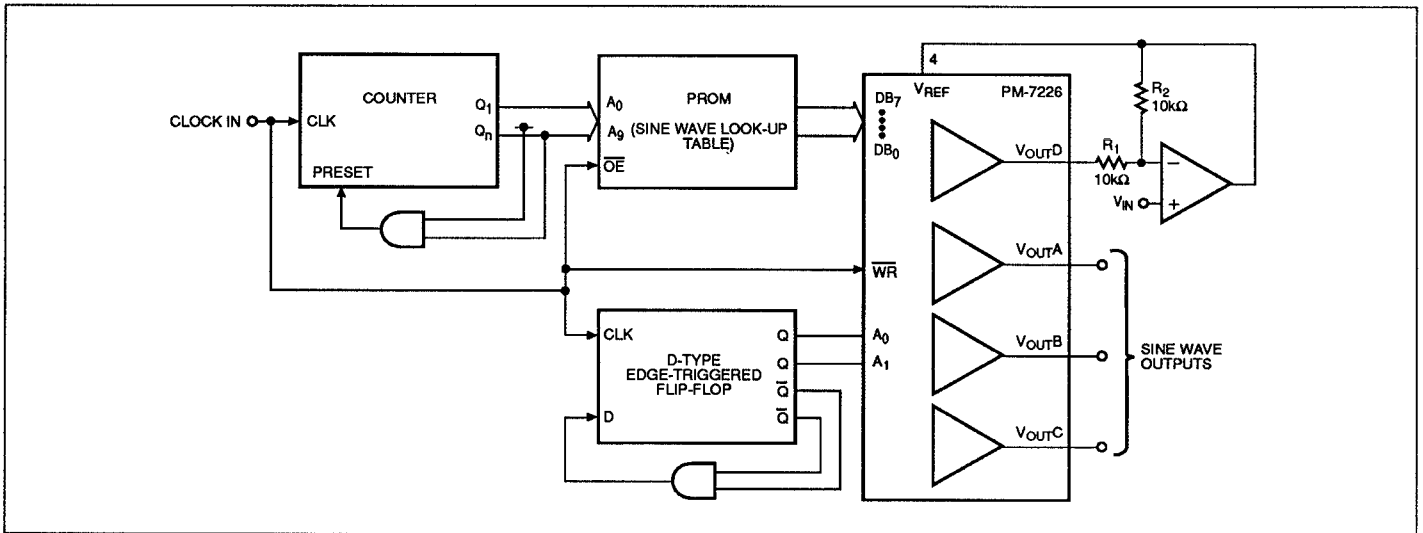 CLOCK IN
COUNTER
CLK
PRESET
Q1
Qn
PROM
(SINE WAVE LOOK-UP
TABLE)
A0
A9
OE
4
VREF
PM-7226
DB7
DB0
WR
A0
A1
VOUTD
VOUTA
VOUTB
VOUTC
R1
10kΩ
R2
10kΩ
VIN
−
+
SINE WAVE
OUTPUTS
CLK
D-TYPE
EDGE-TRIGGERED
FLIP-FLOP
D
Q
Q
Q̅
Q̅